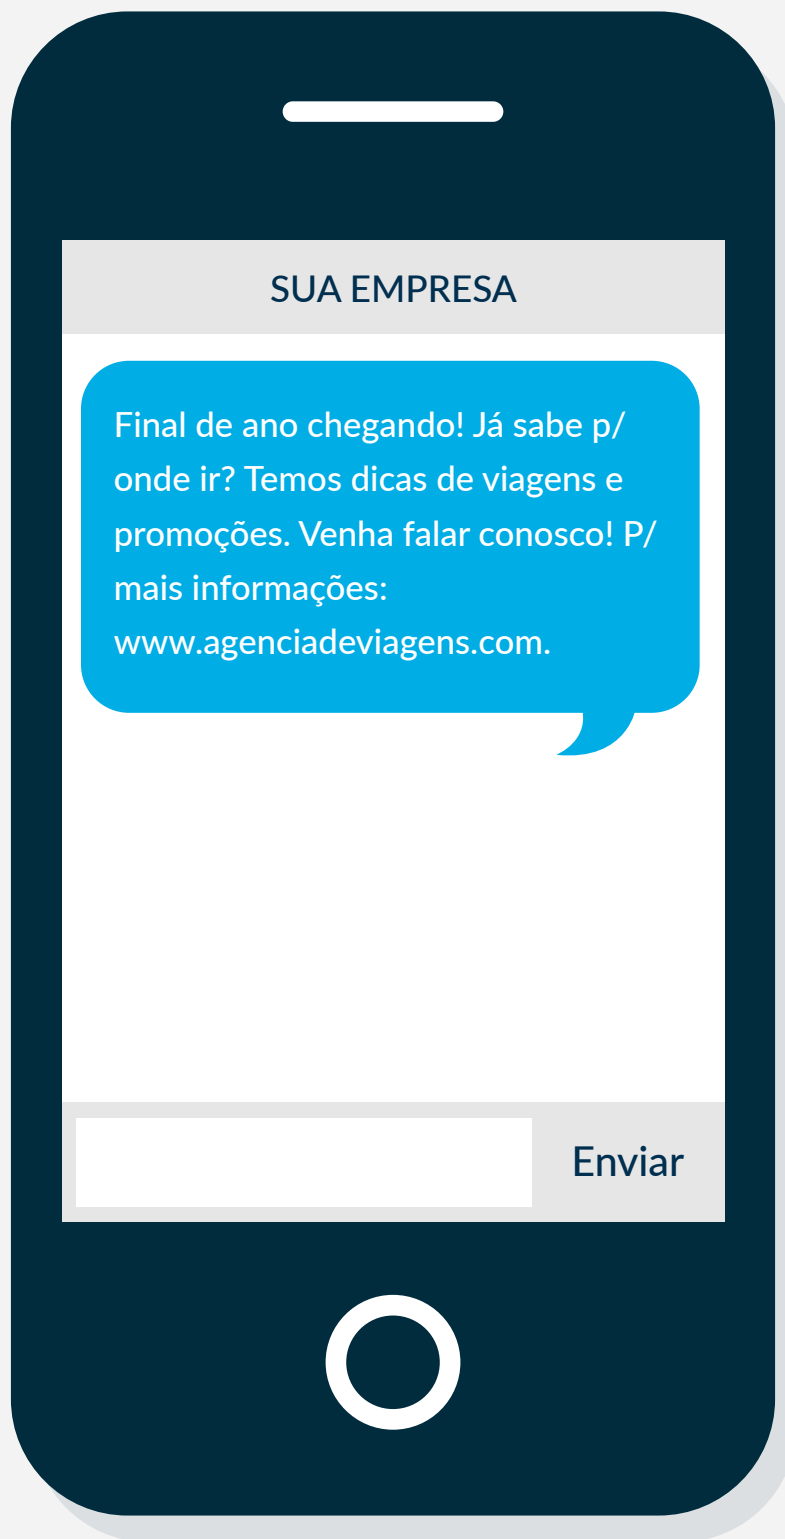 SUA EMPRESA
Final de ano chegando! Já sabe p/
onde ir? Temos dicas de viagens e
promoções. Venha falar conosco! P/
mais informações:
www.agenciadeviagens.com.
Enviar